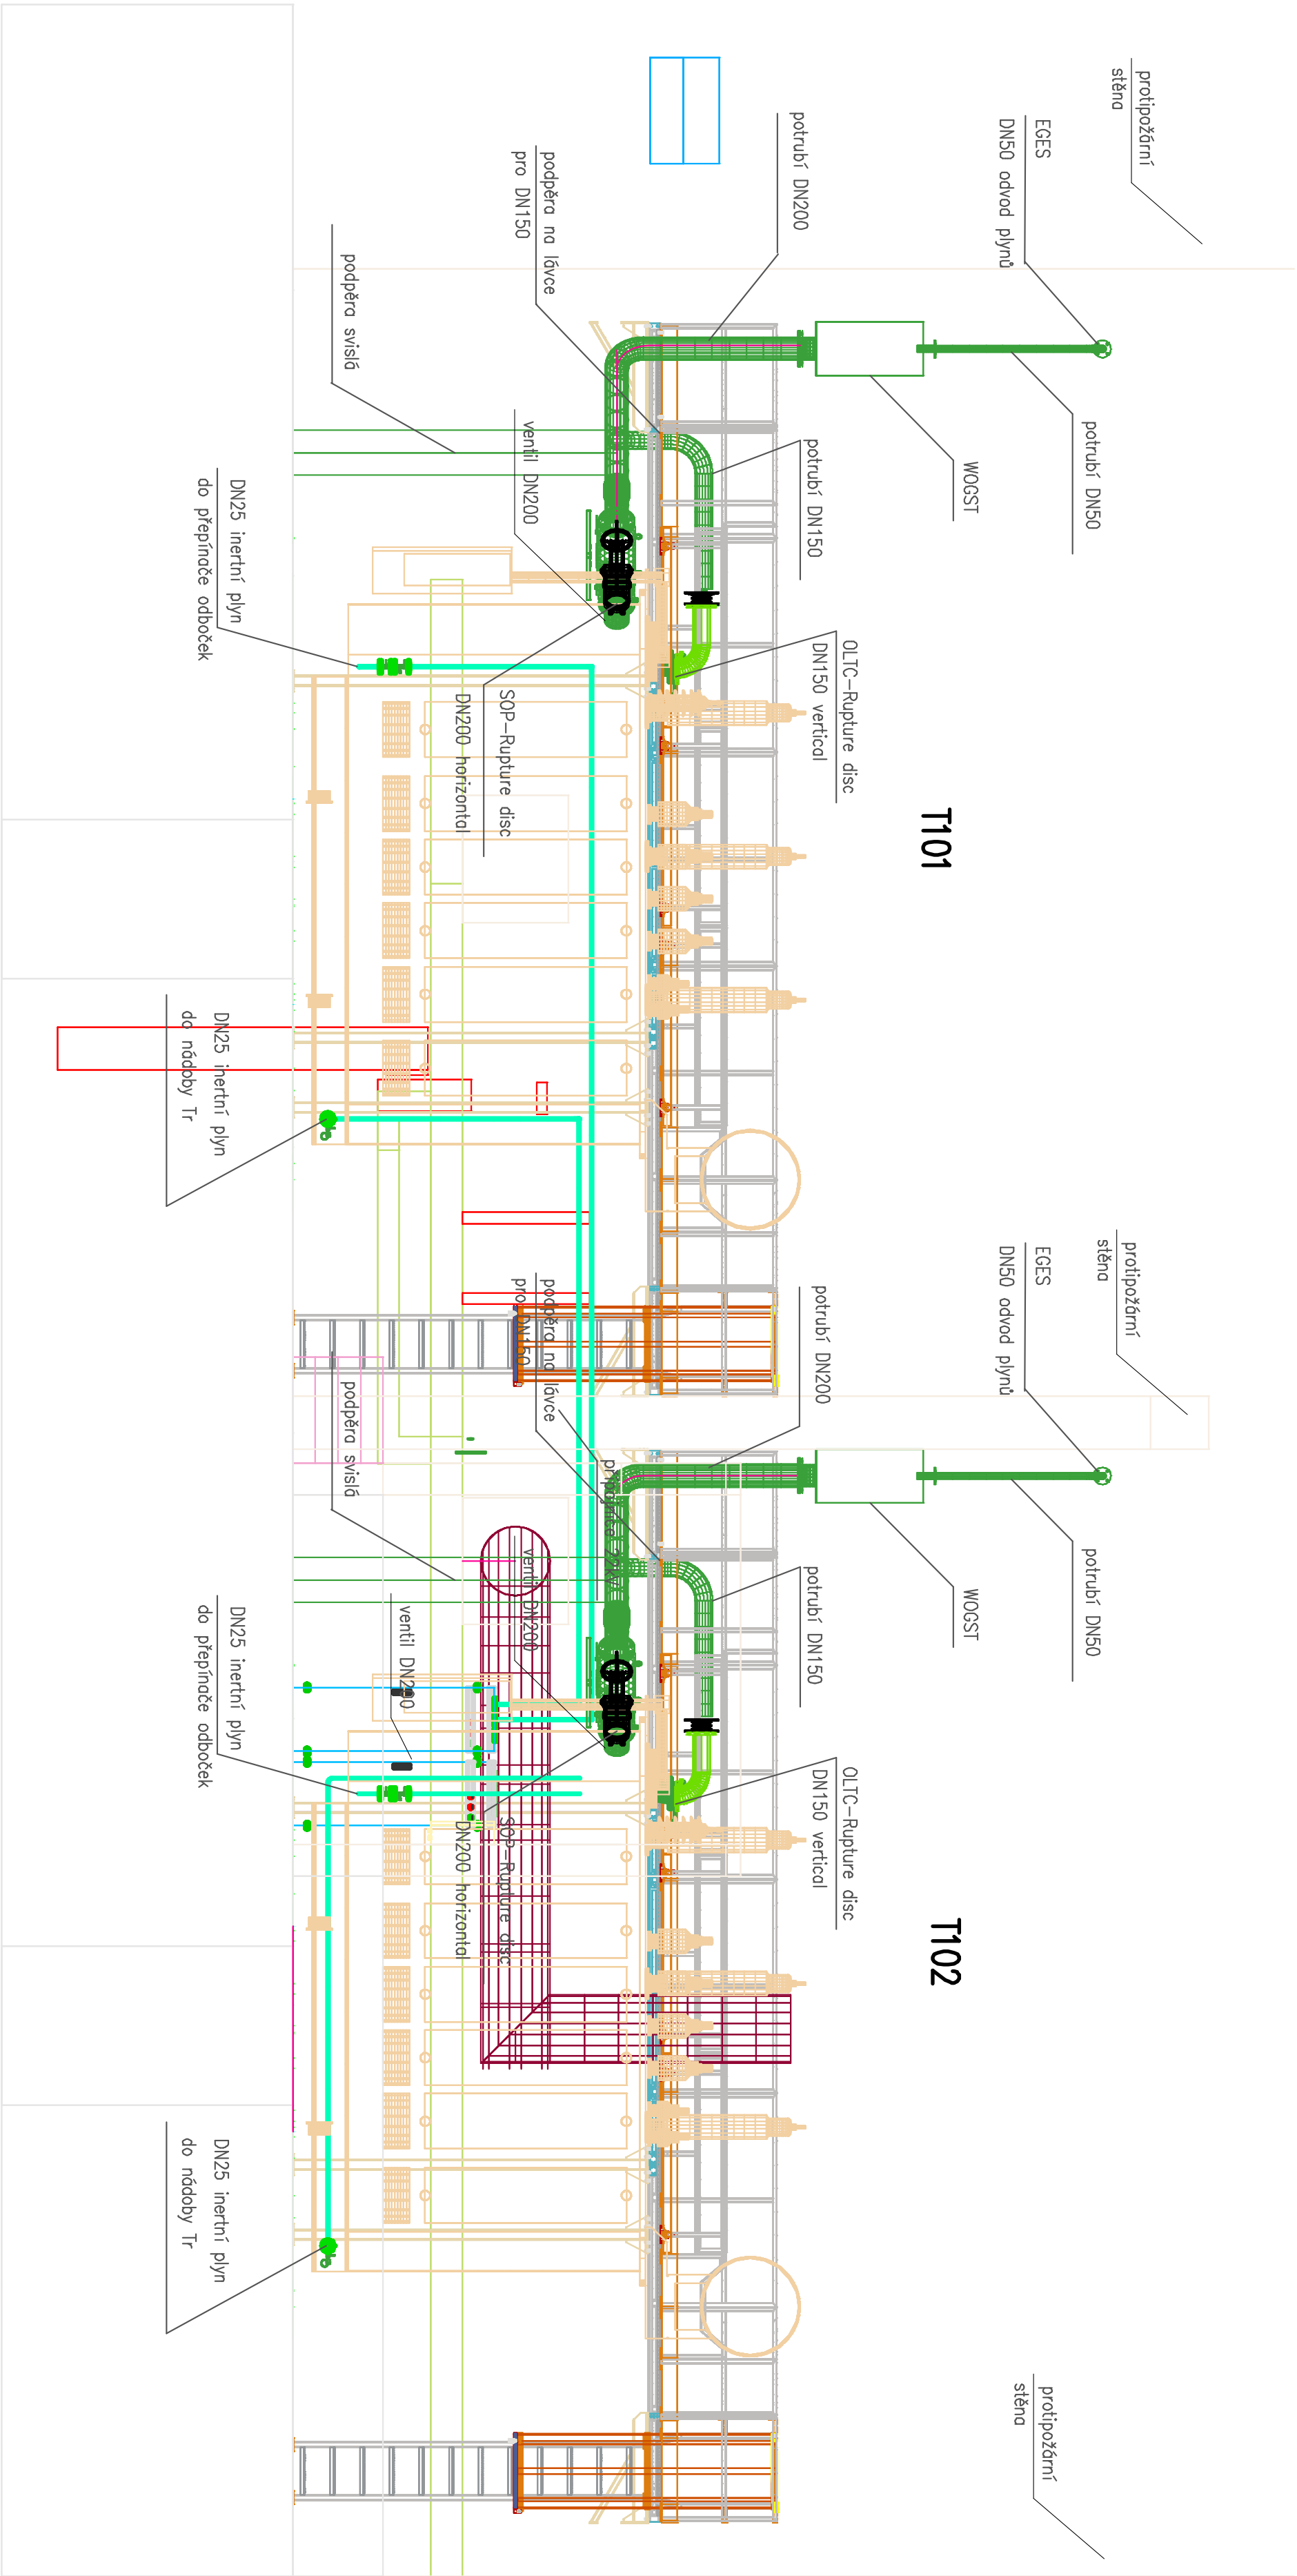 protipožární
stěna
EGES
DN50 odvod plynů
potrubí DN200
podpěra na lávce
pro DN150
podpěra svislá
potrubí DN50
WOGST
potrubí DN150
ventil DN200
DN25 inertní plyn
do přepínače odboček
OLTC-Rupture disc
DN150 vertical
SOP-Rupture disc
DN200 horizontal
T101
DN25 inertní plyn
do nádoby Tr
protipožární
stěna
EGES
DN50 odvod plynů
potrubí DN200
podpěra na lávce
pro DN150
podpěra svislá
přípojnice 22kV
potrubí DN50
WOGST
potrubí DN150
ventil DN200
ventil DN200
DN25 inertní plyn
do přepínače odboček
OLTC-Rupture disc
DN150 vertical
SOP-Rupture disc
DN200 horizontal
T102
DN25 inertní plyn
do nádoby Tr
protipožární
stěna